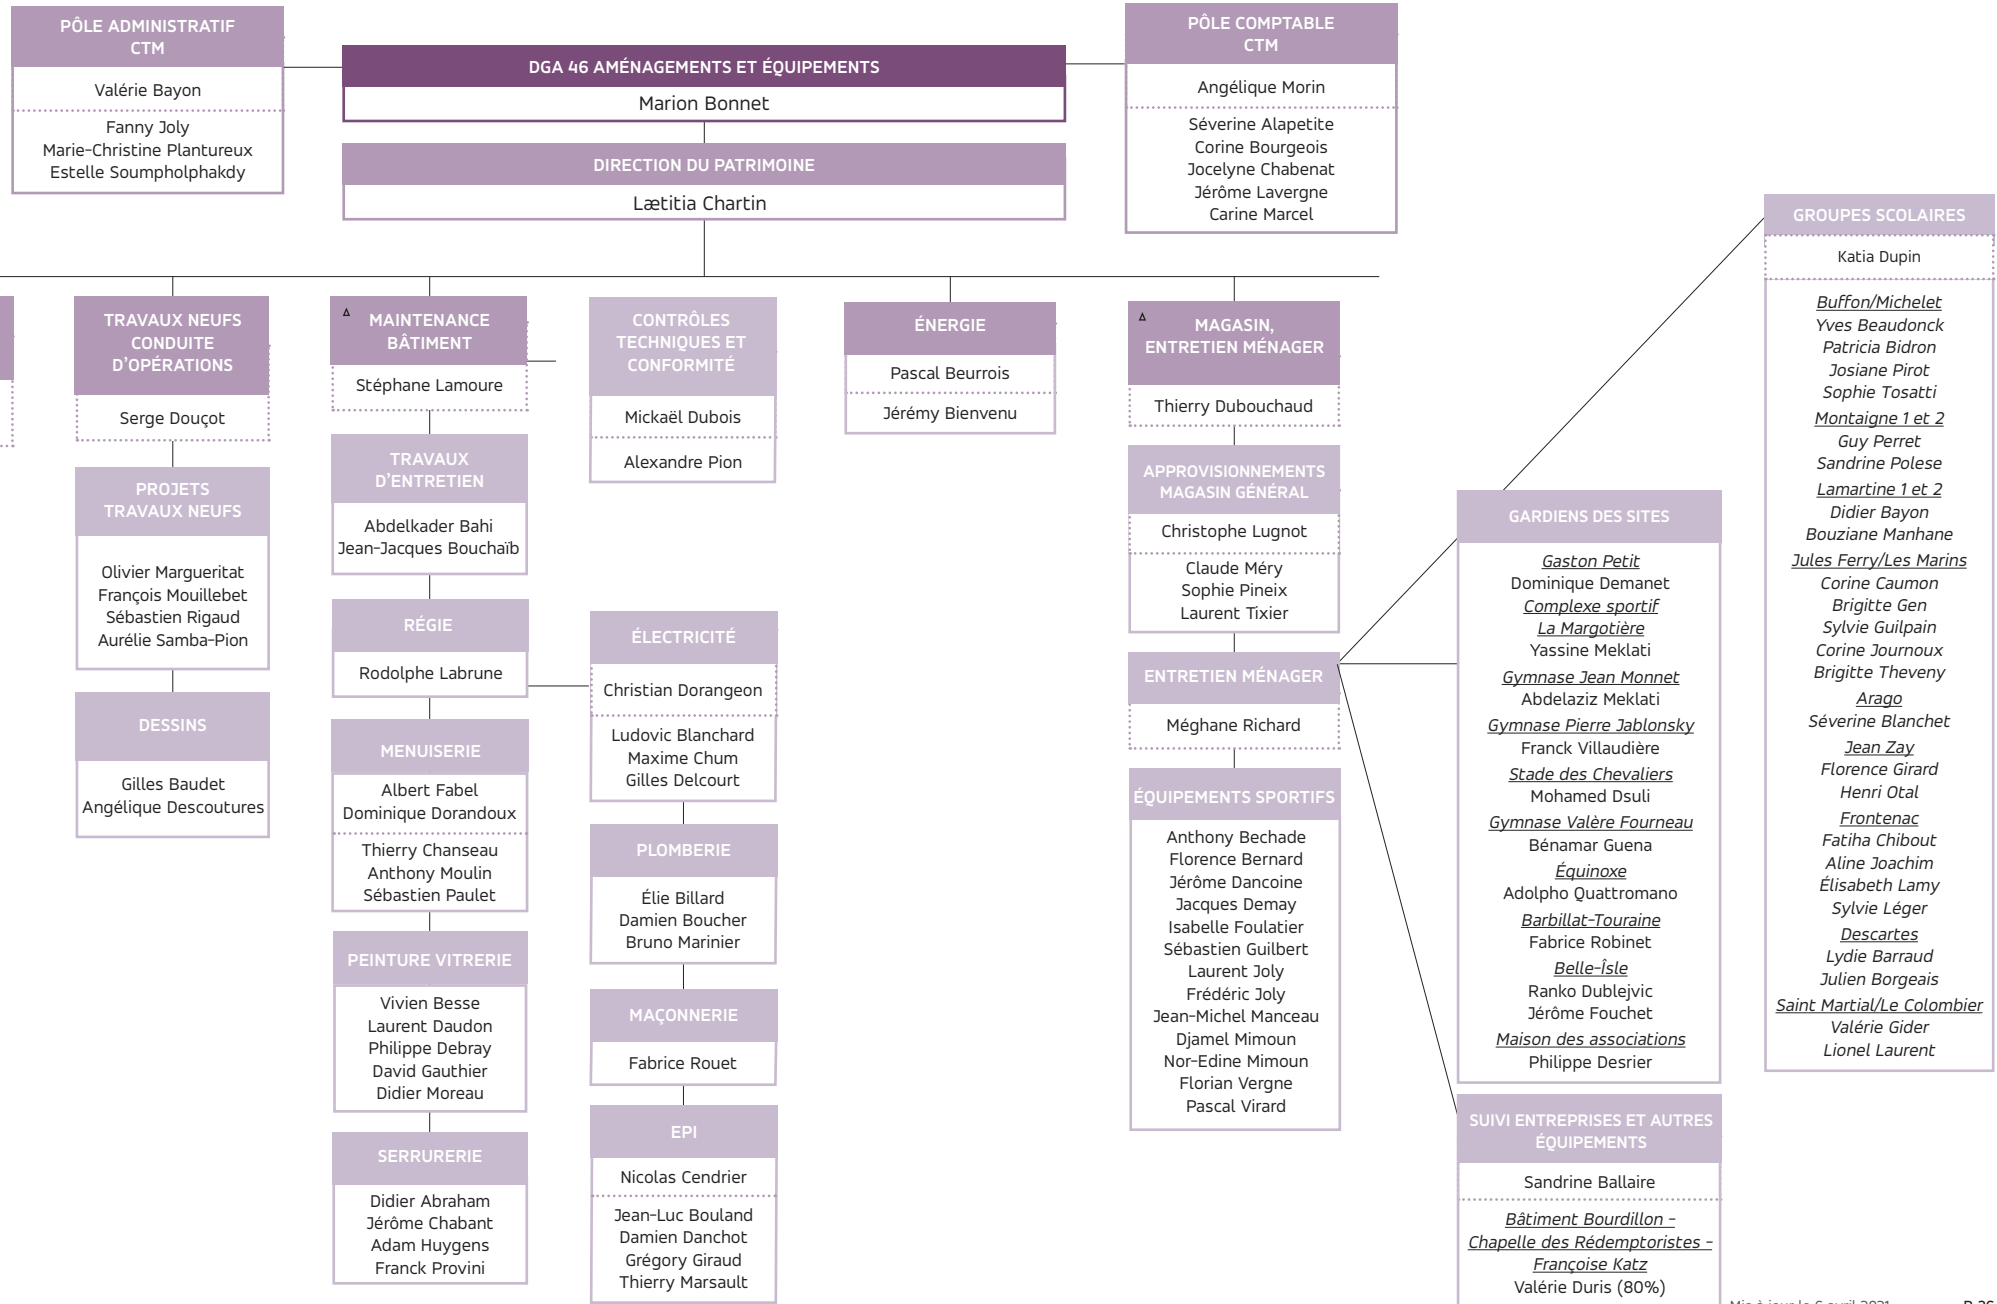 PÔLE ADMINISTRATIF
CTM
Valérie Bayon
Fanny Joly
Marie-Christine Plantureux
Estelle Soumpholphakdy
DGA 46 AMÉNAGEMENTS ET ÉQUIPEMENTS
Marion Bonnet
DIRECTION DU PATRIMOINE
Lætitia Chartin
PÔLE COMPTABLE
CTM
Angélique Morin
Séverine Alapetite
Corine Bourgeois
Jocelyne Chabenat
Jérôme Lavergne
Carine Marcel
TRAVAUX NEUFS
CONDUITE
D'OPÉRATIONS
Serge Douçot
PROJETS
TRAVAUX NEUFS
Olivier Margueritat
François Mouillebet
Sébastien Rigaud
Aurélie Samba-Pion
DESSINS
Gilles Baudet
Angélique Descoutures
MAINTENANCE
BÂTIMENT
Stéphane Lamoure
TRAVAUX
D'ENTRETIEN
Abdelkader Bahi
Jean-Jacques Bouchaïb
RÉGIE
Rodolphe Labrune
MENUISERIE
Albert Fabel
Dominique Dorandoux
Thierry Chanseau
Anthony Moulin
Sébastien Paulet
PEINTURE VITRERIE
Vivien Besse
Laurent Daudon
Philippe Debray
David Gauthier
Didier Moreau
SERRURERIE
Didier Abraham
Jérôme Chabant
Adam Huygens
Franck Provini
CONTRÔLES
TECHNIQUES ET
CONFORMITÉ
Mickaël Dubois
Alexandre Pion
ÉLECTRICITÉ
Christian Dorangeon
Ludovic Blanchard
Maxime Chum
Gilles Delcourt
PLOMBERIE
Élie Billard
Damien Boucher
Bruno Marinier
MAÇONNERIE
Fabrice Rouet
EPI
Nicolas Cendrier
Jean-Luc Bouland
Damien Danchot
Grégory Giraud
Thierry Marsault
ÉNERGIE
Pascal Beurrois
Jérémy Bienvenu
MAGASIN,
ENTRETIEN MÉNAGER
Thierry Dubouchaud
APPROVISIONNEMENTS
MAGASIN GÉNÉRAL
Christophe Lugnot
Claude Méry
Sophie Pineix
Laurent Tixier
ENTRETIEN MÉNAGER
Méghane Richard
ÉQUIPEMENTS SPORTIFS
Anthony Bechade
Florence Bernard
Jérôme Dancoine
Jacques Demay
Isabelle Foulatier
Sébastien Guilbert
Laurent Joly
Frédéric Joly
Jean-Michel Manceau
Djamel Mimoun
Nor-Edine Mimoun
Florian Vergne
Pascal Virard
GARDIENS DES SITES
Gaston Petit
Dominique Demanet
Complexe sportif
La Margotière
Yassine Meklati
Gymnase Jean Monnet
Abdelaziz Meklati
Gymnase Pierre Jablonsky
Franck Villaudière
Stade des Chevaliers
Mohamed Dsuli
Gymnase Valère Fourneau
Bénamar Guena
Équinoxe
Adolpho Quattromano
Barbillat-Touraine
Fabrice Robinet
Belle-Îsle
Ranko Dublejvic
Jérôme Fouchet
Maison des associations
Philippe Desrier
SUIVI ENTREPRISES ET AUTRES
ÉQUIPEMENTS
Sandrine Ballaire
Bâtiment Bourdillon -
Chapelle des Rédemptoristes -
Françoise Katz
Valérie Duris (80%)
GROUPES SCOLAIRES
Katia Dupin
Buffon/Michelet
Yves Beaudonck
Patricia Bidron
Josiane Pirot
Sophie Tosatti
Montaigne 1 et 2
Guy Perret
Sandrine Polese
Lamartine 1 et 2
Didier Bayon
Bouziane Manhane
Jules Ferry/Les Marins
Corine Caumon
Brigitte Gen
Sylvie Guilpain
Corine Journoux
Brigitte Theveny
Arago
Séverine Blanchet
Jean Zay
Florence Girard
Henri Otal
Frontenac
Fatiha Chibout
Aline Joachim
Élisabeth Lamy
Sylvie Léger
Descartes
Lydie Barraud
Julien Borgeais
Saint Martial/Le Colombier
Valérie Gider
Lionel Laurent
Mis à jour le 6 avril 2021